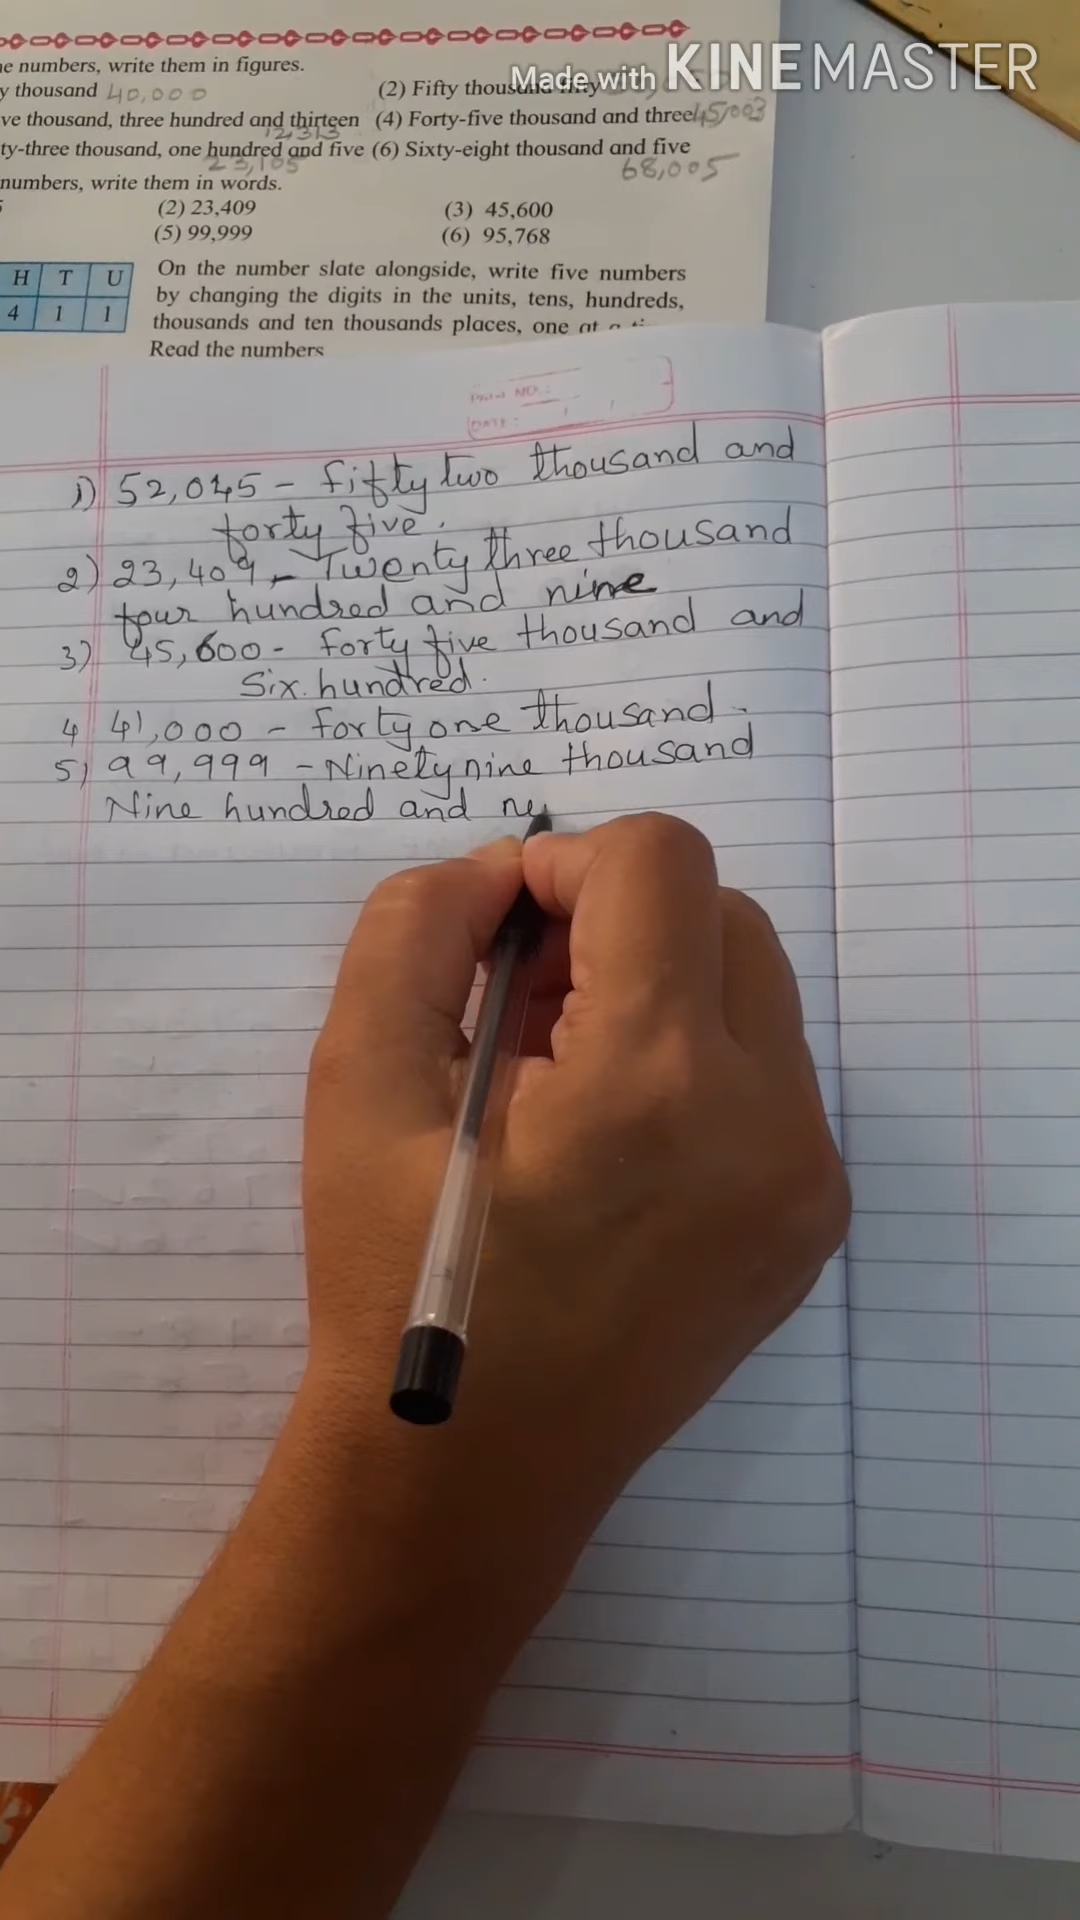 Made with KINEMASTER
e numbers, write them in figures.
y thousand 40,000 (2) Fifty thousand fifty
ve thousand, three hundred and thirteen (4) Forty-five thousand and three 45,003
12,313
ty-three thousand, one hundred and five (6) Sixty-eight thousand and five
23,105 68,005
numbers, write them in words.
(2) 23,409 (3) 45,600
(5) 99,999 (6) 95,768
H T U
4 1 1
On the number slate alongside, write five numbers
by changing the digits in the units, tens, hundreds,
thousands and ten thousands places, one at a
Read the numbers
DATE:
1) 52,045 - fifty two thousand and
forty five.
2) 23,409 - Twenty three thousand
four hundred and nine
3) 45,600 - forty five thousand and
Six hundred.
4 41,000 - forty one thousand.
5) 99,999 - Ninety nine thousand
Nine hundred and